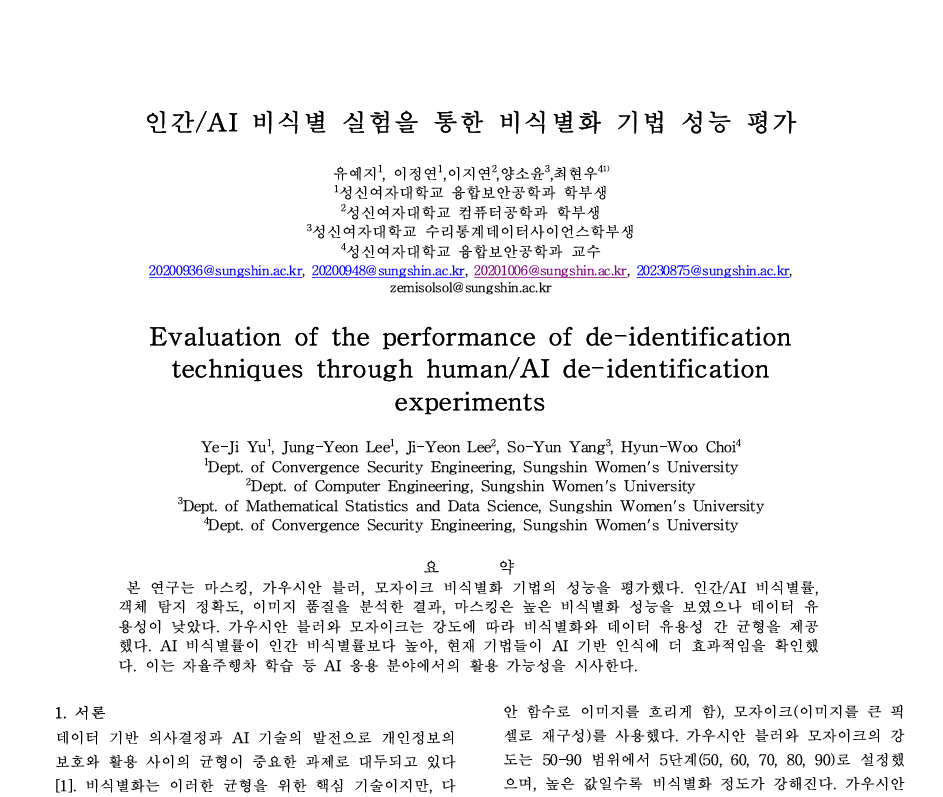 인간/AI 비식별 실험을 통한 비식별화 기법 성능 평가
유예지1, 이정연1,이지연2,양소윤3,최현우41)
1성신여자대학교 융합보안공학과 학부생
2성신여자대학교 컴퓨터공학과 학부생
3성신여자대학교 수리통계데이터사이언스학부생
4성신여자대학교 융합보안공학과 교수
20200936@sungshin.ac.kr, 20200948@sungshin.ac.kr, 20201006@sungshin.ac.kr, 20230875@sungshin.ac.kr,
zemisolsol@sungshin.ac.kr
Evaluation of the performance of de-identification
techniques through human/AI de-identification
experiments
Ye-Ji Yu1, Jung-Yeon Lee1, Ji-Yeon Lee2, So-Yun Yang3, Hyun-Woo Choi4
1Dept. of Convergence Security Engineering, Sungshin Women's University
2Dept. of Computer Engineering, Sungshin Women's University
3Dept. of Mathematical Statistics and Data Science, Sungshin Women's University
4Dept. of Convergence Security Engineering, Sungshin Women's University
요 약
본 연구는 마스킹, 가우시안 블러, 모자이크 비식별화 기법의 성능을 평가했다. 인간/AI 비식별률,
객체 탐지 정확도, 이미지 품질을 분석한 결과, 마스킹은 높은 비식별화 성능을 보였으나 데이터 유
용성이 낮았다. 가우시안 블러와 모자이크는 강도에 따라 비식별화와 데이터 유용성 간 균형을 제공
했다. AI 비식별률이 인간 비식별률보다 높아, 현재 기법들이 AI 기반 인식에 더 효과적임을 확인했
다. 이는 자율주행차 학습 등 AI 응용 분야에서의 활용 가능성을 시사한다.
1. 서론
데이터 기반 의사결정과 AI 기술의 발전으로 개인정보의
보호와 활용 사이의 균형이 중요한 과제로 대두되고 있다
[1]. 비식별화는 이러한 균형을 위한 핵심 기술이지만, 다
안 함수로 이미지를 흐리게 함), 모자이크(이미지를 큰 픽
셀로 재구성)를 사용했다. 가우시안 블러와 모자이크의 강
도는 50-90 범위에서 5단계(50, 60, 70, 80, 90)로 설정했
으며, 높은 값일수록 비식별화 정도가 강해진다. 가우시안